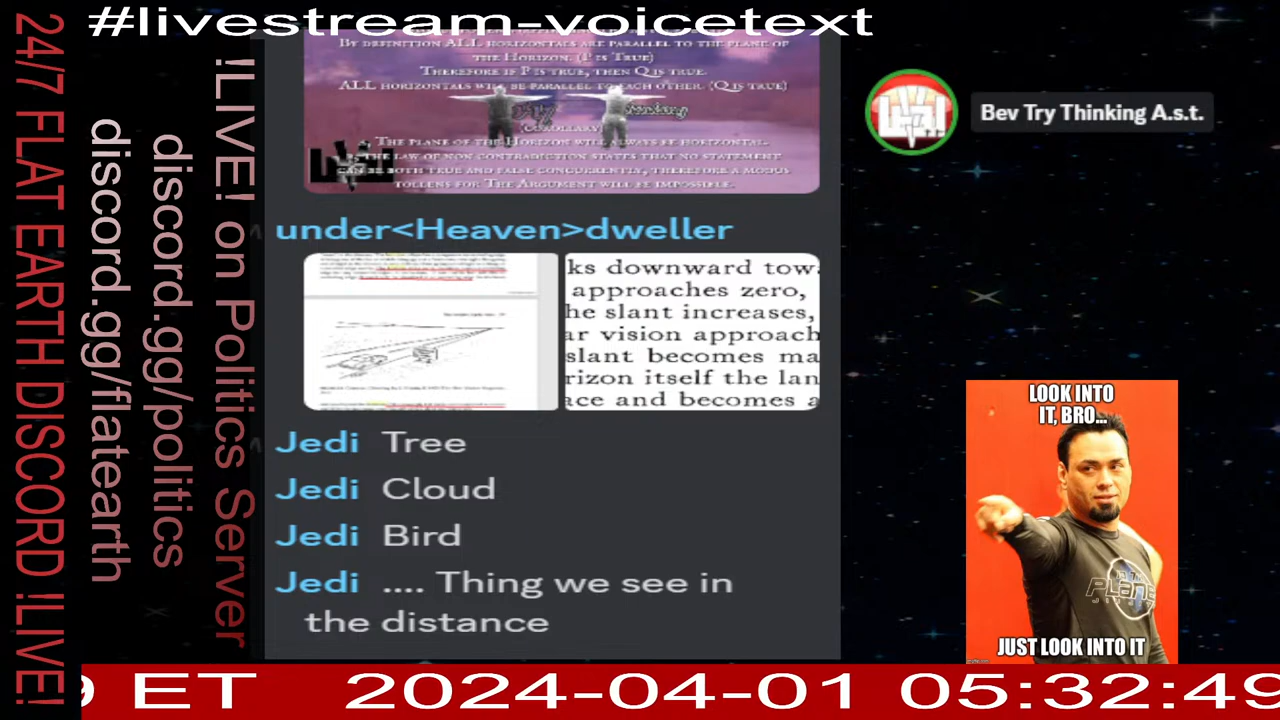 #livestream-voicetext
24/7 FLAT EARTH DISCORD !LIVE!
discord.gg/flatearth
discord.gg/politics
!LIVE! on Politics Server
BY DEFINITION ALL HORIZONTALS ARE PARALLEL TO THE PLANE OF
THE HORIZON. (P IS TRUE)
THEREFORE IF P IS TRUE, THEN Q IS TRUE.
ALL HORIZONTALS WILL BE PARALLEL TO EACH OTHER. (Q IS TRUE)
(COROLLARY)
THE PLANE OF THE HORIZON WILL ALWAYS BE HORIZONTAL.
THE LAW OF NON CONTRADICTION STATES THAT NO STATEMENT
CAN BE BOTH TRUE AND FALSE CONCURRENTLY, THEREFORE A MODUS
TOLLENS FOR THE ARGUMENT WILL BE IMPOSSIBLE.
under<Heaven>dweller
ks downward tow
approaches zero,
he slant increases,
ar vision approach
slant becomes ma
rizon itself the lan
ace and becomes a
Jedi Tree
Jedi Cloud
Jedi Bird
Jedi .... Thing we see in
the distance
Bev Try Thinking A.s.t.
LOOK INTO
IT, BRO...
JUST LOOK INTO IT
9 ET 2024-04-01 05:32:49